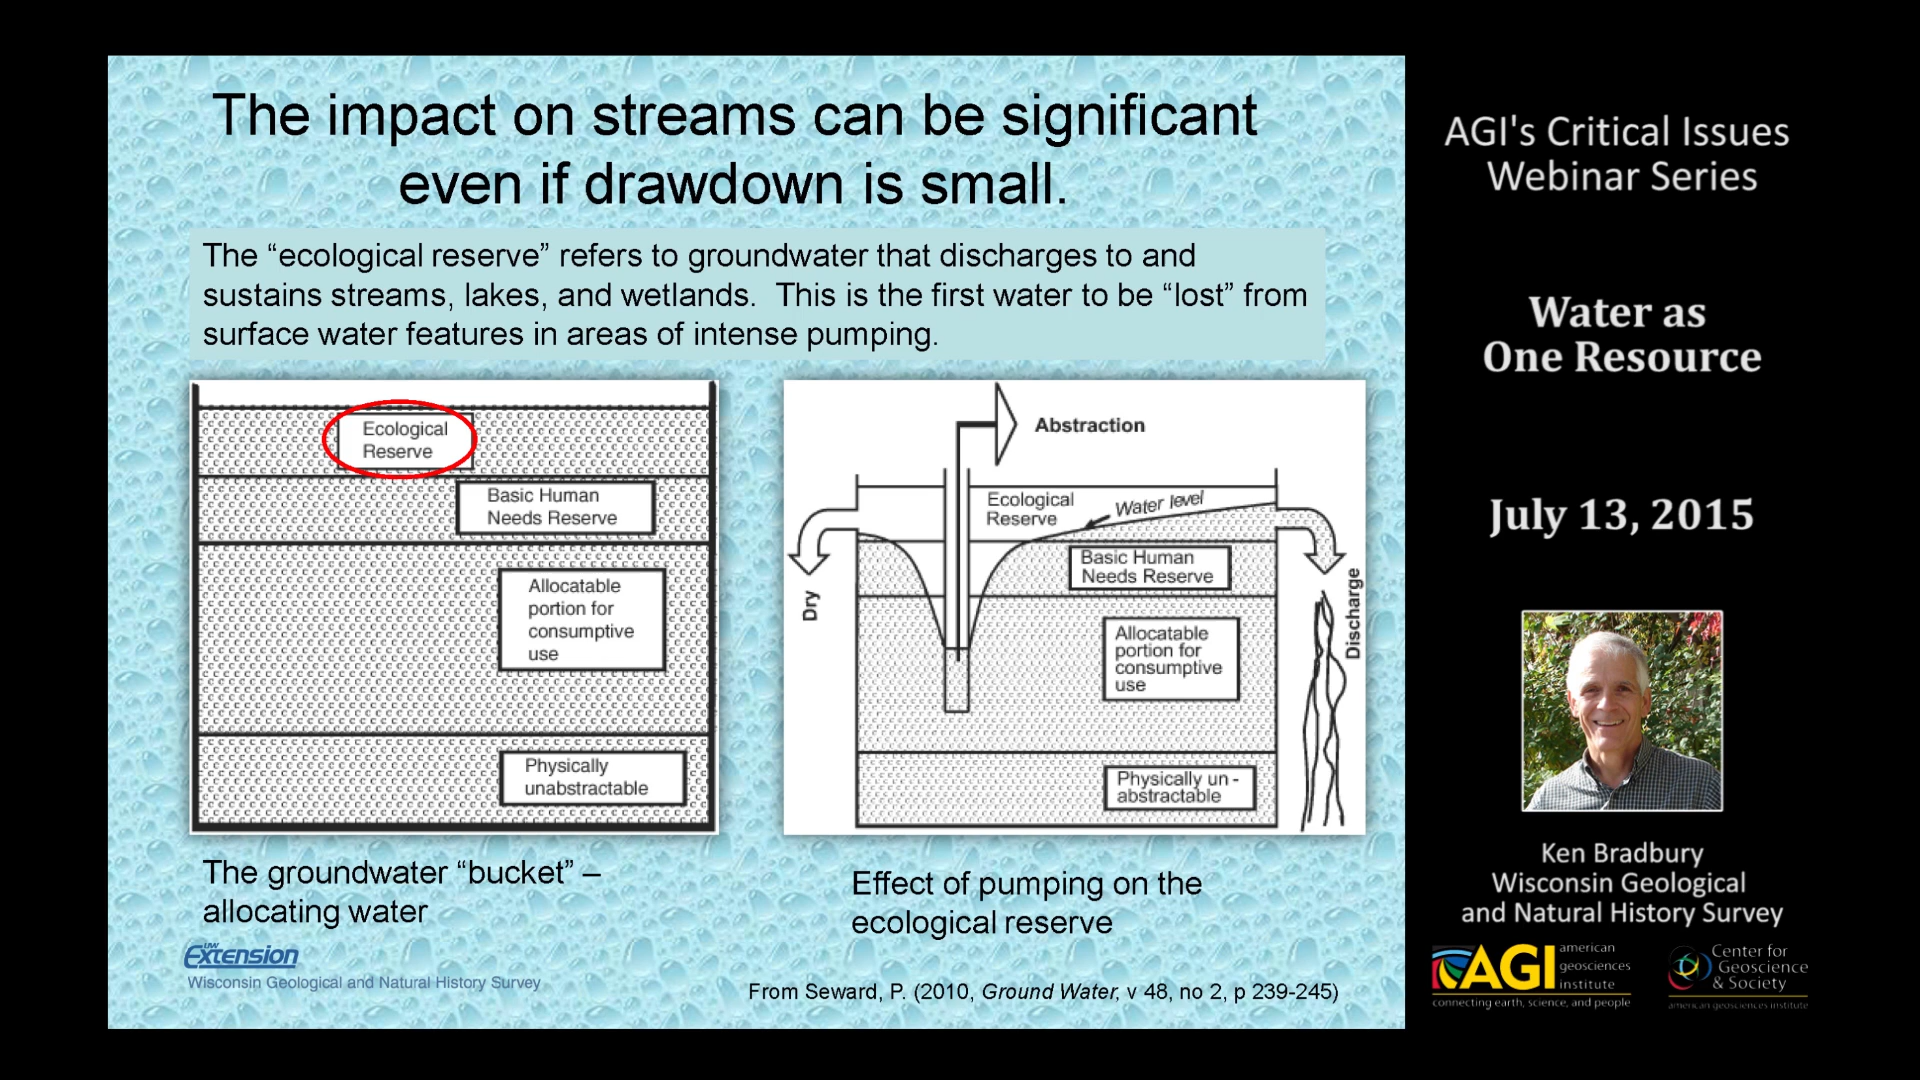 The impact on streams can be significant
even if drawdown is small.
The “ecological reserve” refers to groundwater that discharges to and
sustains streams, lakes, and wetlands.  This is the first water to be “lost” from
surface water features in areas of intense pumping.
Ecological
Reserve
Basic Human
Needs Reserve
Allocatable
portion for
consumptive
use
Physically
unabstractable
Abstraction
Ecological
Reserve
Water level
Basic Human
Needs Reserve
Dry
Discharge
Allocatable
portion for
consumptive
use
Physically un -
abstractable
The groundwater “bucket” –
allocating water
Effect of pumping on the
ecological reserve
UW
Extension
Wisconsin Geological and Natural History Survey
From Seward, P. (2010, Ground Water, v 48, no 2, p 239-245)
AGI's Critical Issues
Webinar Series
Water as
One Resource
July 13, 2015
Ken Bradbury
Wisconsin Geological
and Natural History Survey
AGI
american
geosciences
institute
connecting earth, science, and people
Center for
Geoscience
& Society
american geosciences institute